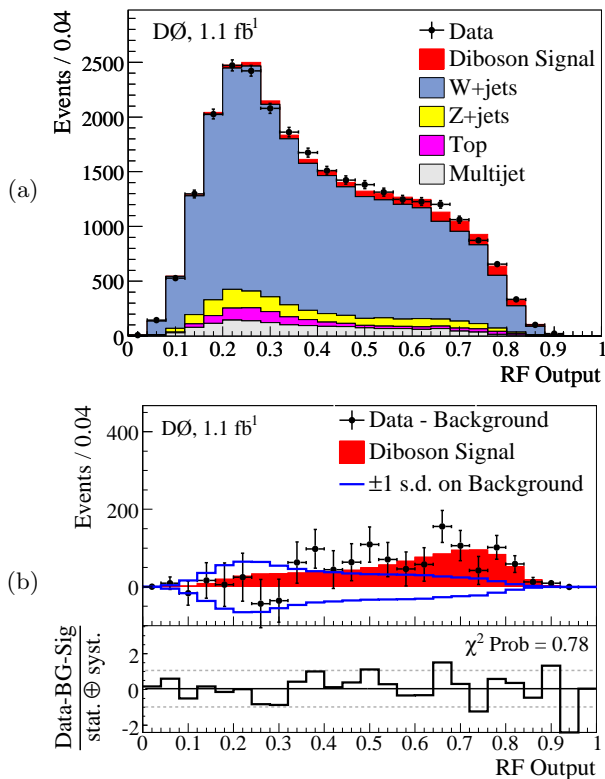 (a)
Events / 0.04
DØ, 1.1 fb¹
Data
Diboson Signal
W+jets
Z+jets
Top
Multijet
2500
2000
1500
1000
500
0
0 0.1 0.2 0.3 0.4 0.5 0.6 0.7 0.8 0.9 1
RF Output
(b)
Events / 0.04
DØ, 1.1 fb¹
Data - Background
Diboson Signal
±1 s.d. on Background
400
200
0
Data-BG-Sig
stat. ⊕ syst.
χ² Prob = 0.78
2
1
0
-1
0 0.1 0.2 0.3 0.4 0.5 0.6 0.7 0.8 0.9 1
RF Output